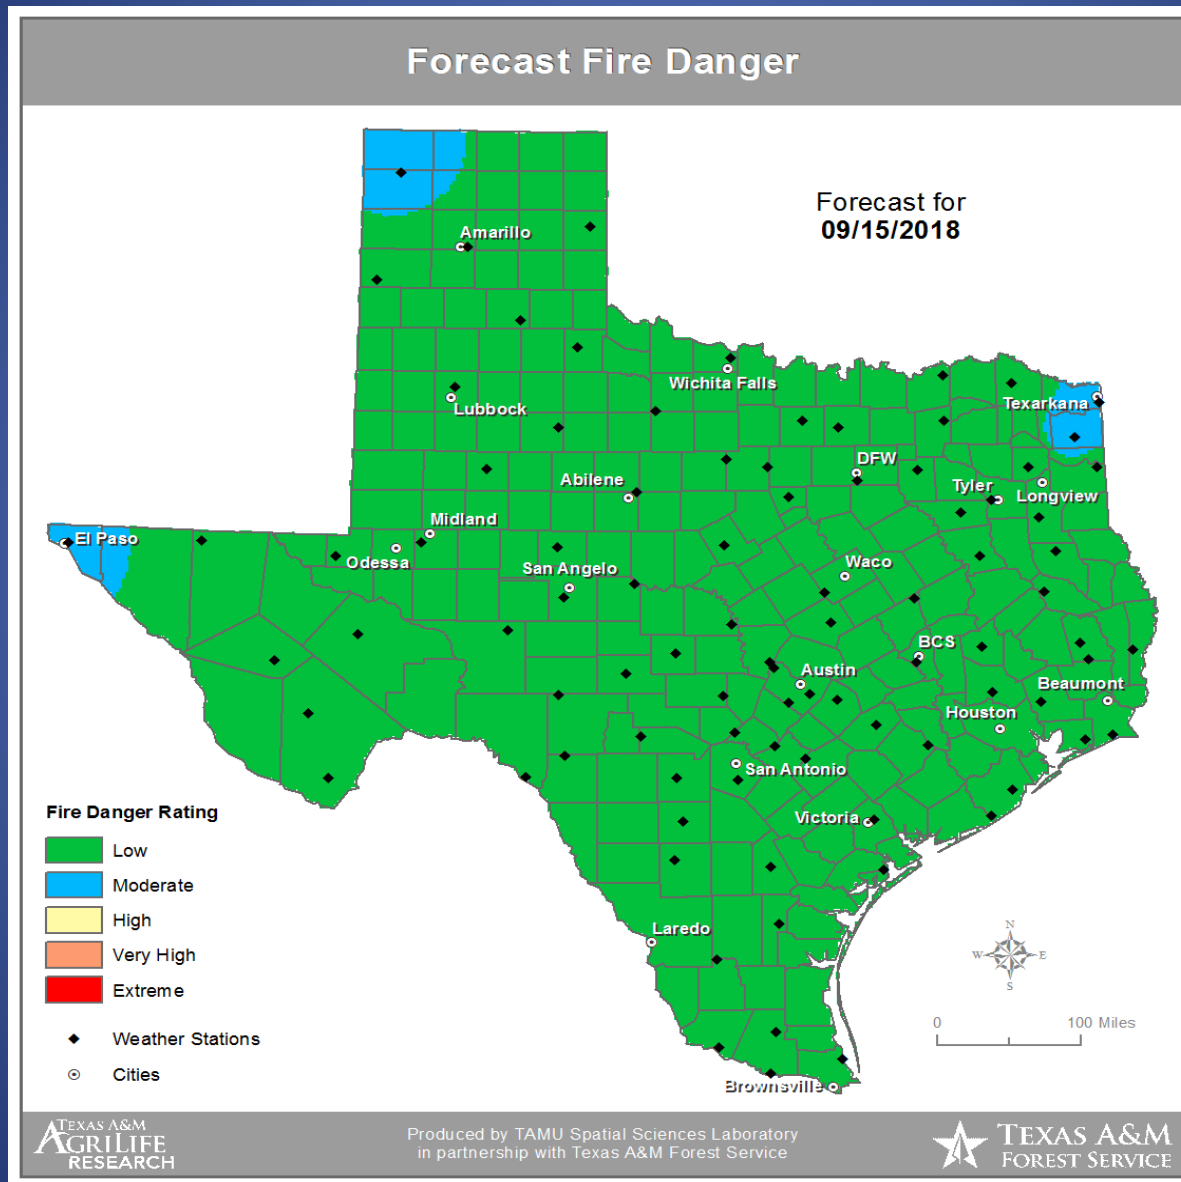 Forecast Fire Danger
Forecast for
09/15/2018
Amarillo
Wichita Falls
Lubbock
Texarkana
DFW
Abilene
Tyler
Longview
Midland
El Paso
Odessa
San Angelo
Waco
BCS
Austin
Beaumont
Houston
San Antonio
Victoria
Laredo
Brownsville
Fire Danger Rating
Low
Moderate
High
Very High
Extreme
Weather Stations
Cities
N
W
E
S
0
100 Miles
TEXAS A&M
AGRILIFE
RESEARCH
Produced by TAMU Spatial Sciences Laboratory
in partnership with Texas A&M Forest Service
TEXAS A&M
FOREST SERVICE